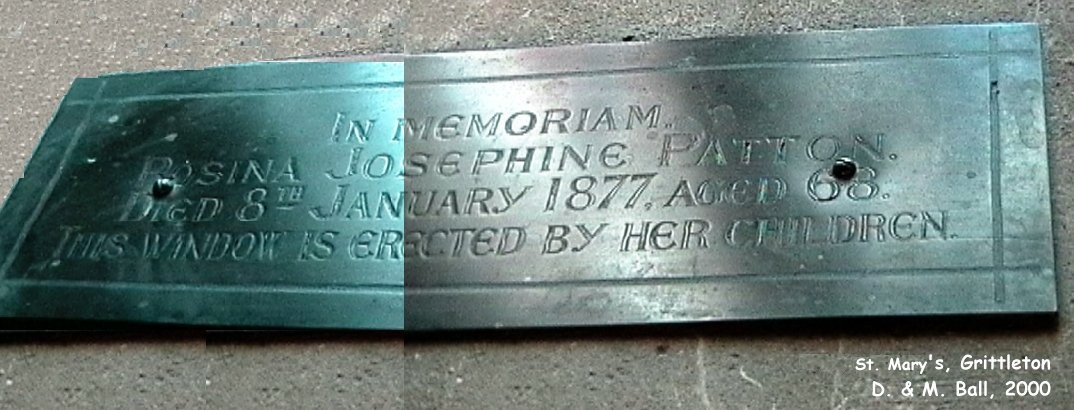 IN MEMORIAM.
ROSINA JOSEPHINE PATTON.
DIED 8TH JANUARY 1877, AGED 68.
THIS WINDOW IS ERECTED BY HER CHILDREN.
St. Mary's, Grittleton
D. & M. Ball, 2000